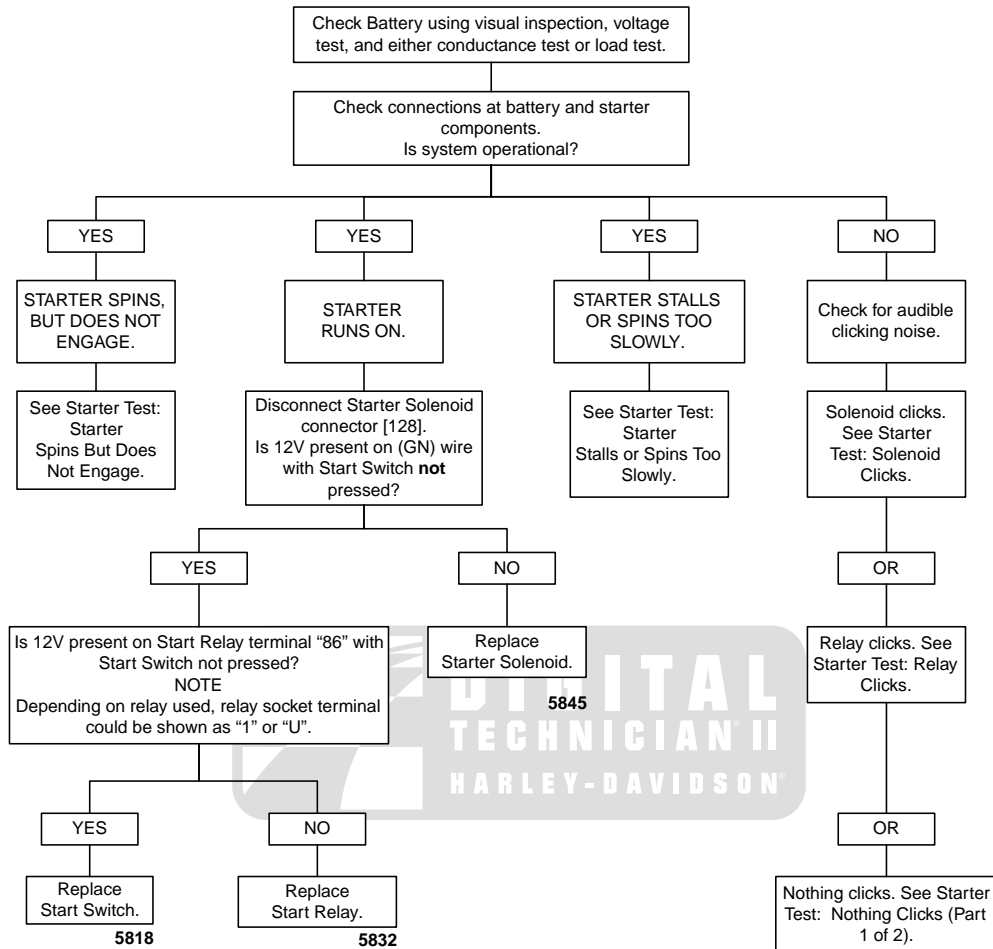 Check Battery using visual inspection, voltage
test, and either conductance test or load test.
Check connections at battery and starter
components.
Is system operational?
YES
YES
YES
NO
STARTER SPINS,
BUT DOES NOT
ENGAGE.
STARTER
RUNS ON.
STARTER STALLS
OR SPINS TOO
SLOWLY.
Check for audible
clicking noise.
See Starter Test:
Starter
Spins But Does
Not Engage.
Disconnect Starter Solenoid
connector [128].
Is 12V present on (GN) wire
with Start Switch not
pressed?
See Starter Test:
Starter
Stalls or Spins Too
Slowly.
Solenoid clicks.
See Starter
Test: Solenoid
Clicks.
YES
NO
OR
Is 12V present on Start Relay terminal “86” with
Start Switch not pressed?
NOTE
Depending on relay used, relay socket terminal
could be shown as “1” or “U”.
Replace
Starter Solenoid.
5845
Relay clicks. See
Starter Test: Relay
Clicks.
DIGITAL
TECHNICIAN® II
HARLEY-DAVIDSON®
YES
NO
OR
Replace
Start Switch.
5818
Replace
Start Relay.
5832
Nothing clicks. See Starter
Test: Nothing Clicks (Part
1 of 2).